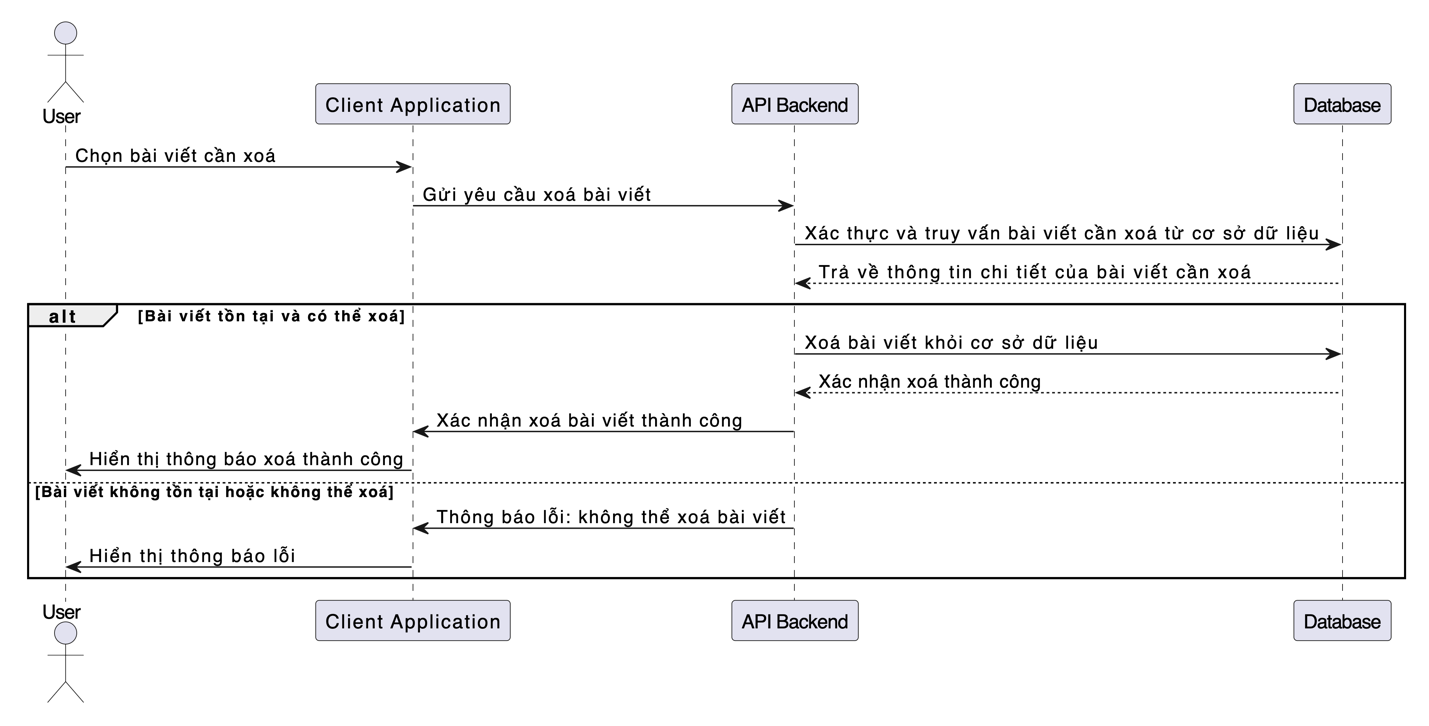 User
Client Application
API Backend
Database
Chọn bài viết cần xoá
Gửi yêu cầu xoá bài viết
Xác thực và truy vấn bài viết cần xoá từ cơ sở dữ liệu
Trả về thông tin chi tiết của bài viết cần xoá
alt
[Bài viết tồn tại và có thể xoá]
Xoá bài viết khỏi cơ sở dữ liệu
Xác nhận xoá thành công
Xác nhận xoá bài viết thành công
Hiển thị thông báo xoá thành công
[Bài viết không tồn tại hoặc không thể xoá]
Thông báo lỗi: không thể xoá bài viết
Hiển thị thông báo lỗi
User
Client Application
API Backend
Database